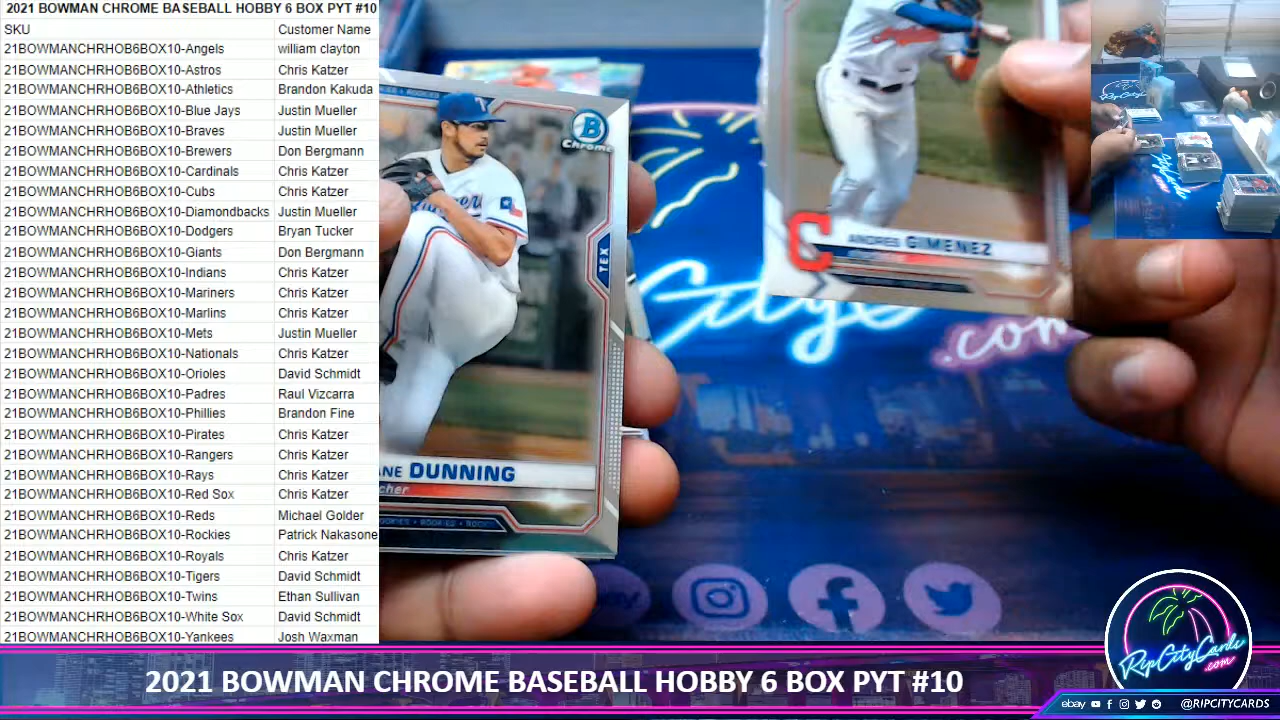 2021 BOWMAN CHROME BASEBALL HOBBY 6 BOX PYT #10
SKU Customer Name
21BOWMANCHRHOB6BOX10-Angels william clayton
21BOWMANCHRHOB6BOX10-Astros Chris Katzer
21BOWMANCHRHOB6BOX10-Athletics Brandon Kakuda
21BOWMANCHRHOB6BOX10-Blue Jays Justin Mueller
21BOWMANCHRHOB6BOX10-Braves Justin Mueller
21BOWMANCHRHOB6BOX10-Brewers Don Bergmann
21BOWMANCHRHOB6BOX10-Cardinals Chris Katzer
21BOWMANCHRHOB6BOX10-Cubs Chris Katzer
21BOWMANCHRHOB6BOX10-Diamondbacks Justin Mueller
21BOWMANCHRHOB6BOX10-Dodgers Bryan Tucker
21BOWMANCHRHOB6BOX10-Giants Don Bergmann
21BOWMANCHRHOB6BOX10-Indians Chris Katzer
21BOWMANCHRHOB6BOX10-Mariners Chris Katzer
21BOWMANCHRHOB6BOX10-Marlins Chris Katzer
21BOWMANCHRHOB6BOX10-Mets Justin Mueller
21BOWMANCHRHOB6BOX10-Nationals Chris Katzer
21BOWMANCHRHOB6BOX10-Orioles David Schmidt
21BOWMANCHRHOB6BOX10-Padres Raul Vizcarra
21BOWMANCHRHOB6BOX10-Phillies Brandon Fine
21BOWMANCHRHOB6BOX10-Pirates Chris Katzer
21BOWMANCHRHOB6BOX10-Rangers Chris Katzer
21BOWMANCHRHOB6BOX10-Rays Chris Katzer
21BOWMANCHRHOB6BOX10-Red Sox Chris Katzer
21BOWMANCHRHOB6BOX10-Reds Michael Golder
21BOWMANCHRHOB6BOX10-Rockies Patrick Nakasone
21BOWMANCHRHOB6BOX10-Royals Chris Katzer
21BOWMANCHRHOB6BOX10-Tigers David Schmidt
21BOWMANCHRHOB6BOX10-Twins Ethan Sullivan
21BOWMANCHRHOB6BOX10-White Sox David Schmidt
21BOWMANCHRHOB6BOX10-Yankees Josh Waxman
B
Chrome
TEX
ANE DUNNING
cher
ROOKIES
C
ANDRES GIMENEZ
City
.com
RipCityCards
.com
2021 BOWMAN CHROME BASEBALL HOBBY 6 BOX PYT #10
ebay @RIPCITYCARDS